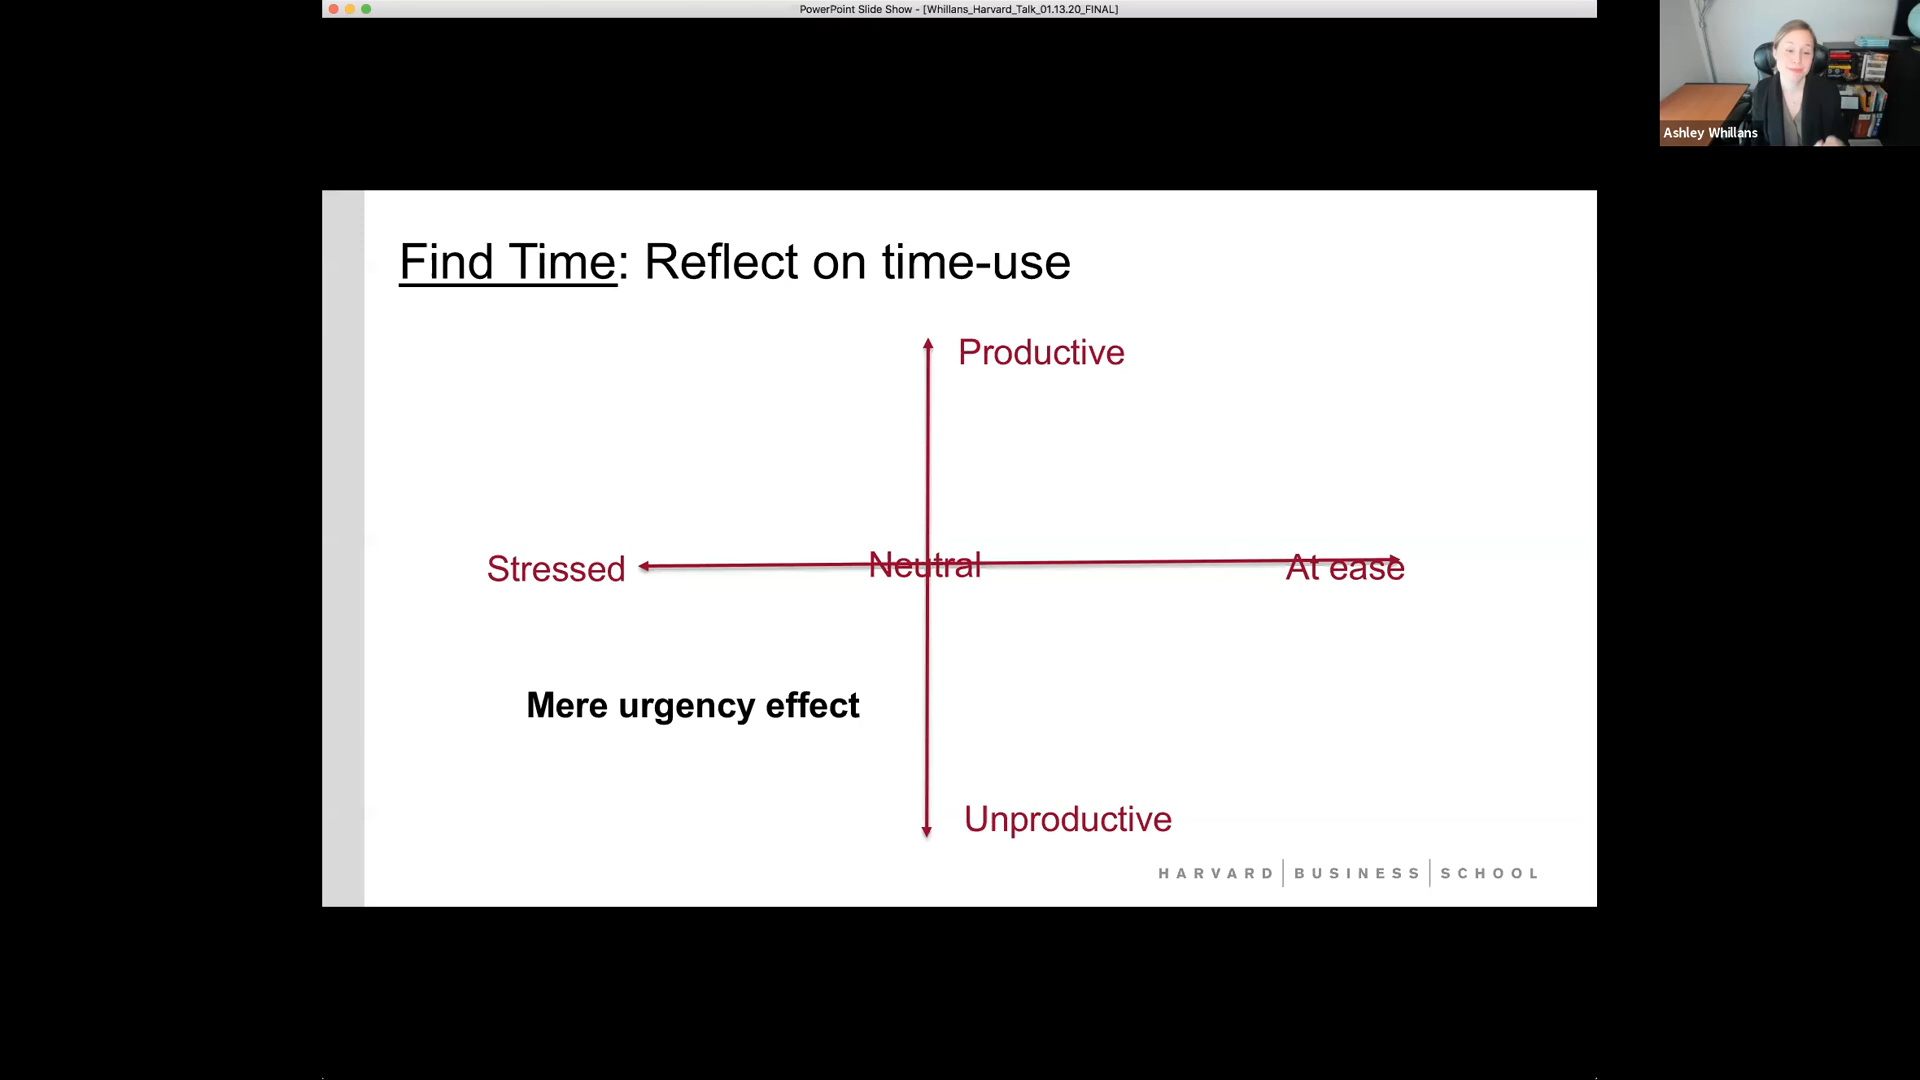 PowerPoint Slide Show - [Whillans_Harvard_Talk_01.13.20_FINAL]
Ashley Whillans
Find Time: Reflect on time-use
Productive
Stressed
Neutral
At ease
Mere urgency effect
Unproductive
HARVARD | BUSINESS | SCHOOL